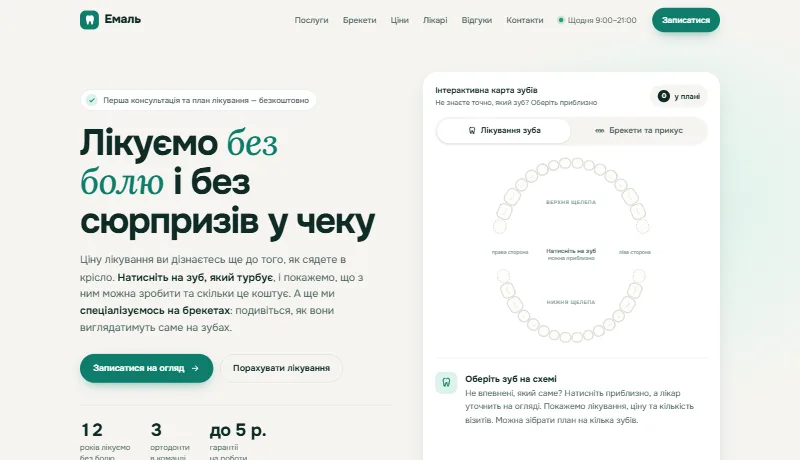 Емаль
Послуги Брекети Ціни Лікарі Відгуки Контакти Щодня 9:00–21:00 Записатися
Перша консультація та план лікування — безкоштовно
Лікуємо без
болю і без
сюрпризів у чеку
Ціну лікування ви дізнаєтесь ще до того, як сядете в
крісло. Натисніть на зуб, який турбує, і покажемо, що з
ним можна зробити та скільки це коштує. А ще ми
спеціалізуємось на брекетах: подивіться, як вони
виглядатимуть саме на зубах.
Записатися на огляд → Порахувати лікування
12 3 до 5 р.
років лікуємо ортодонти гарантії
без болю в команді на роботи
Інтерактивна карта зубів
Не знаєте точно, який зуб? Оберіть приблизно
0 у плані
Лікування зуба Брекети та прикус
ВЕРХНЯ ЩЕЛЕПА
права сторона Натисніть на зуб ліва сторона
можна приблизно
НИЖНЯ ЩЕЛЕПА
Оберіть зуб на схемі
Не впевнені, який саме? Натисніть приблизно, а лікар
уточнить на огляді. Покажемо лікування, ціну та кількість
візитів. Можна зібрати план на кілька зубів.